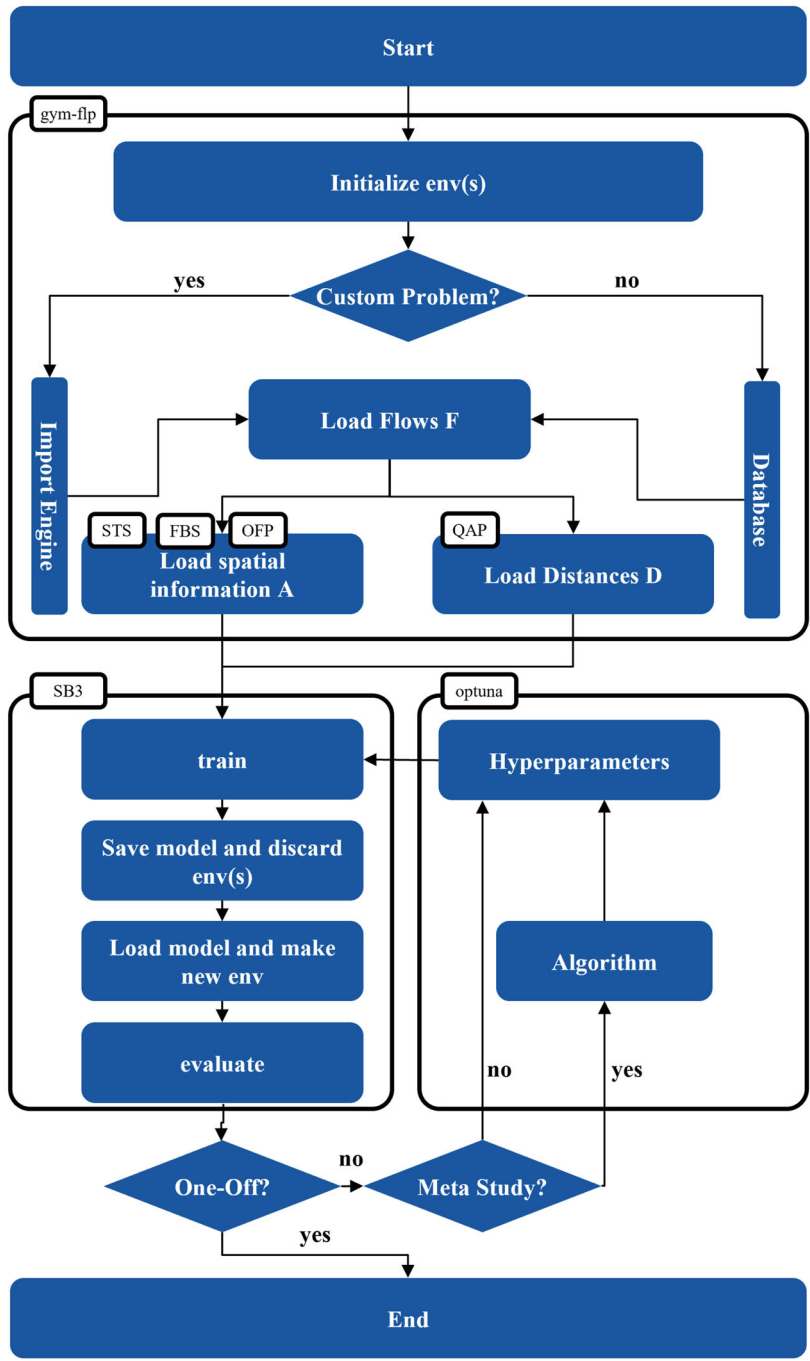 Start
gym-flp
Initialize env(s)
Custom Problem?
yes
no
Import Engine
Load Flows F
Database
STS
FBS
OFP
Load spatial
information A
QAP
Load Distances D
SB3
train
Save model and discard
env(s)
Load model and make
new env
evaluate
optuna
Hyperparameters
Algorithm
no
yes
One-Off?
no
Meta Study?
yes
End